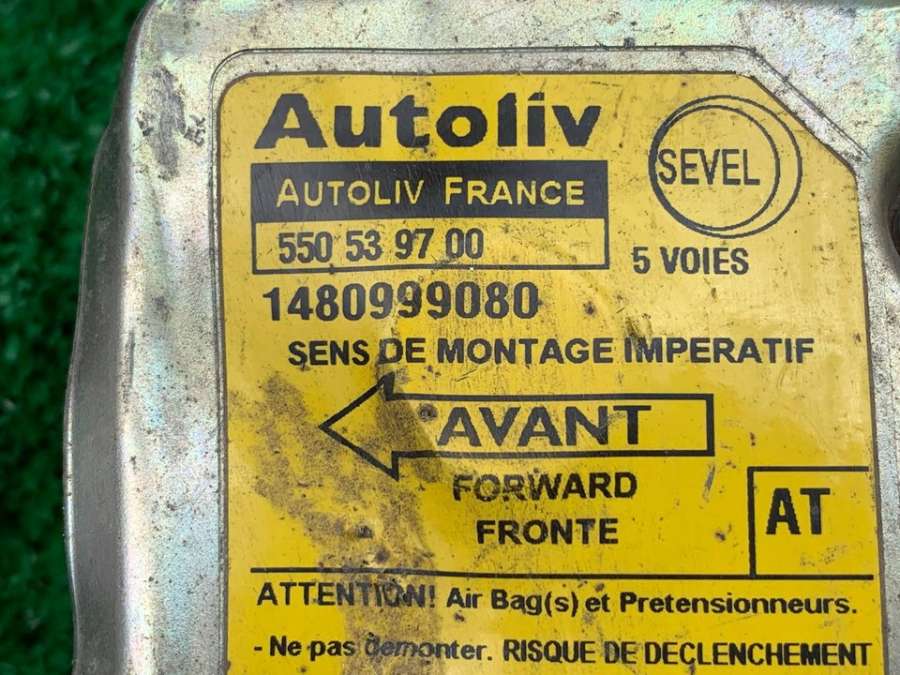 Autoliv
AUTOLIV FRANCE
SEVEL
550 53 97 00
5 VOIES
1480999080
SENS DE MONTAGE IMPERATIF
AVANT
FORWARD
FRONTE
AT
ATTENTION! Air Bag(s) et Pretensionneurs.
- Ne pas demonter. RISQUE DE DECLENCHEMENT